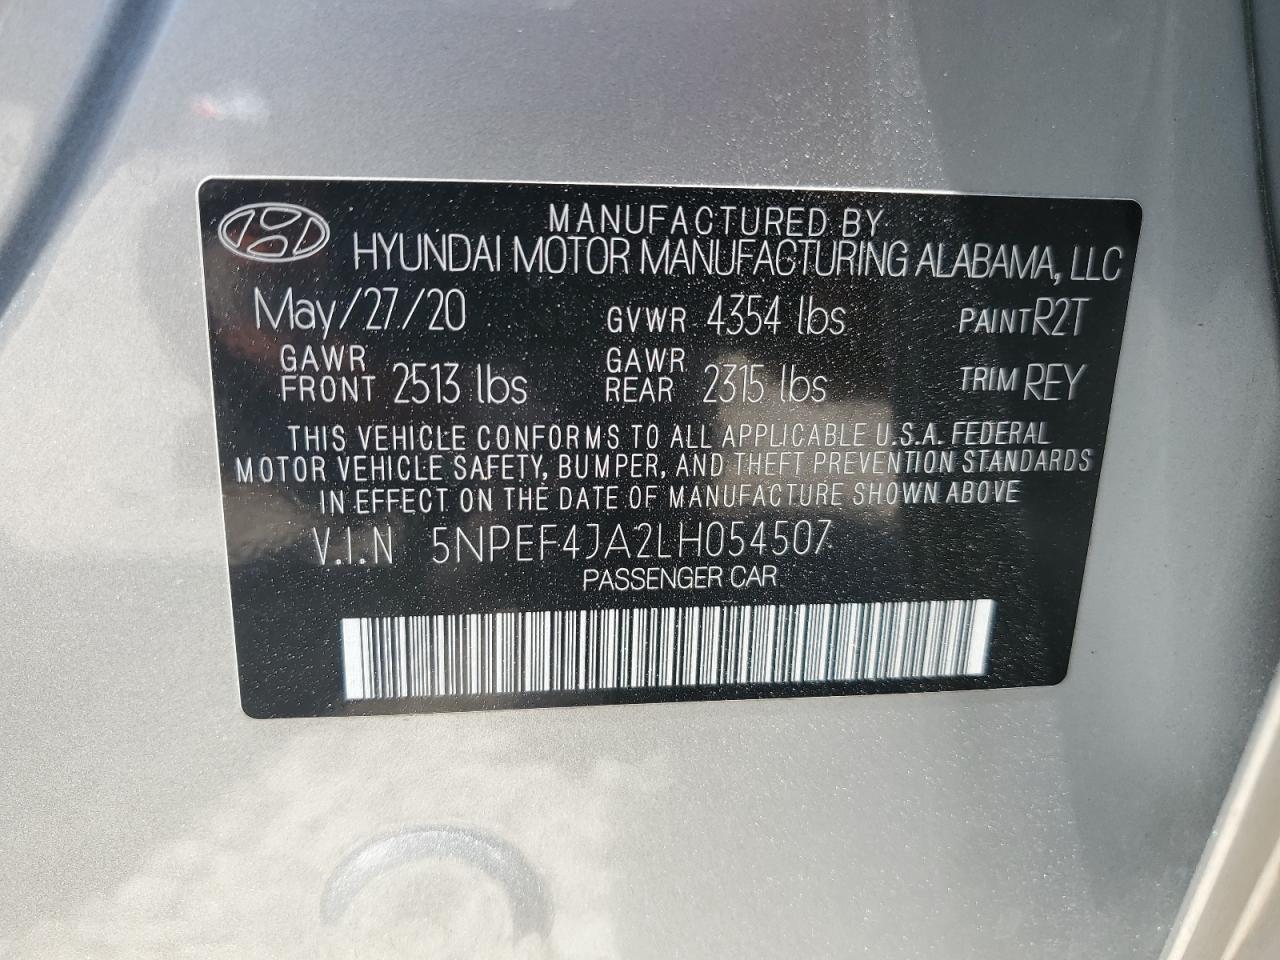 MANUFACTURED BY
HYUNDAI MOTOR MANUFACTURING ALABAMA, LLC
May/27/20 GVWR 4354 lbs PAINT R2T
GAWR FRONT 2513 lbs GAWR REAR 2315 lbs TRIM REY
THIS VEHICLE CONFORMS TO ALL APPLICABLE U.S.A. FEDERAL
MOTOR VEHICLE SAFETY, BUMPER, AND THEFT PREVENTION STANDARDS
IN EFFECT ON THE DATE OF MANUFACTURE SHOWN ABOVE
V.I.N 5NPEF4JA2LH054507
PASSENGER CAR